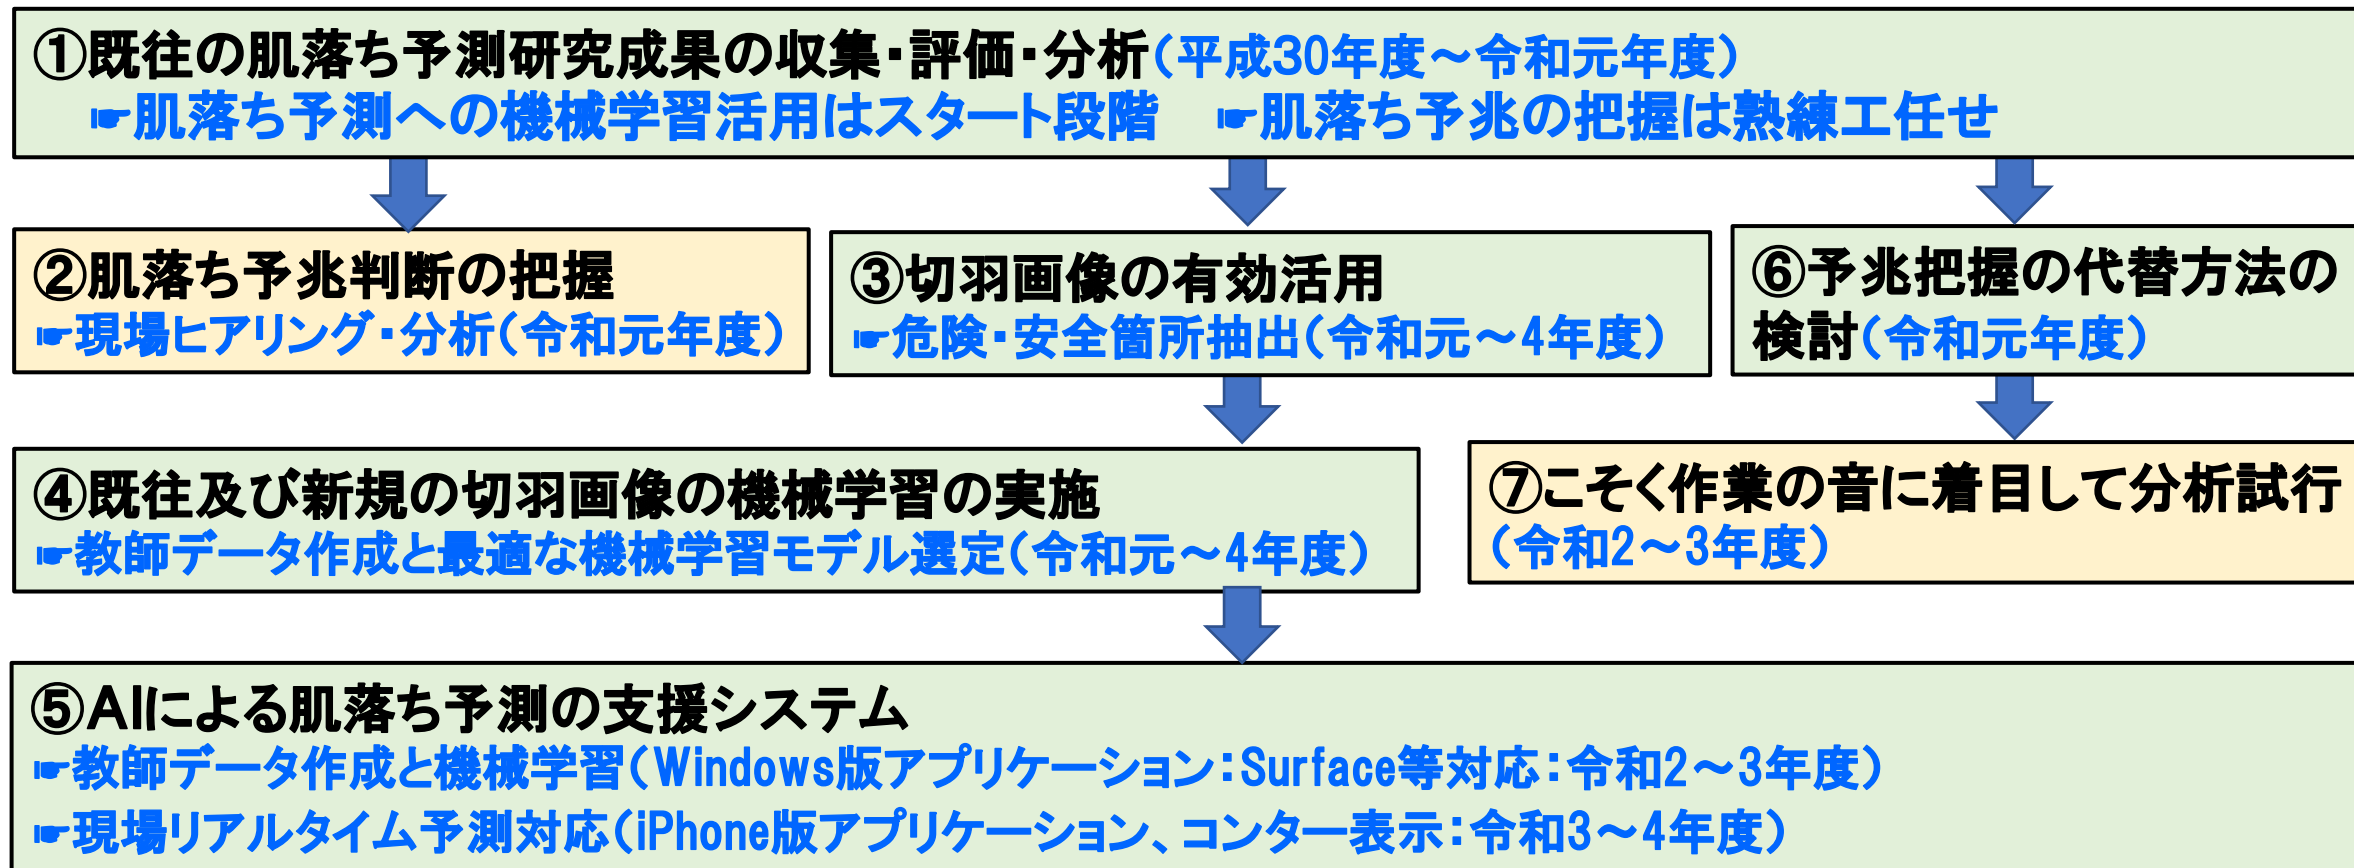 ①既往の肌落ち予測研究成果の収集・評価・分析（平成30年度～令和元年度）
☛肌落ち予測への機械学習活用はスタート段階　☛肌落ち予兆の把握は熟練工任せ
②肌落ち予兆判断の把握
☛現場ヒアリング・分析（令和元年度）
③切羽画像の有効活用
☛危険・安全箇所抽出（令和元～4年度）
⑥予兆把握の代替方法の
検討（令和元年度）
④既往及び新規の切羽画像の機械学習の実施
☛教師データ作成と最適な機械学習モデル選定（令和元～4年度）
⑦こそく作業の音に着目して分析試行
（令和2～3年度）
⑤AIによる肌落ち予測の支援システム
☛教師データ作成と機械学習（Windows版アプリケーション：Surface等対応：令和2～3年度）
☛現場リアルタイム予測対応（iPhone版アプリケーション、コンター表示：令和3～4年度）